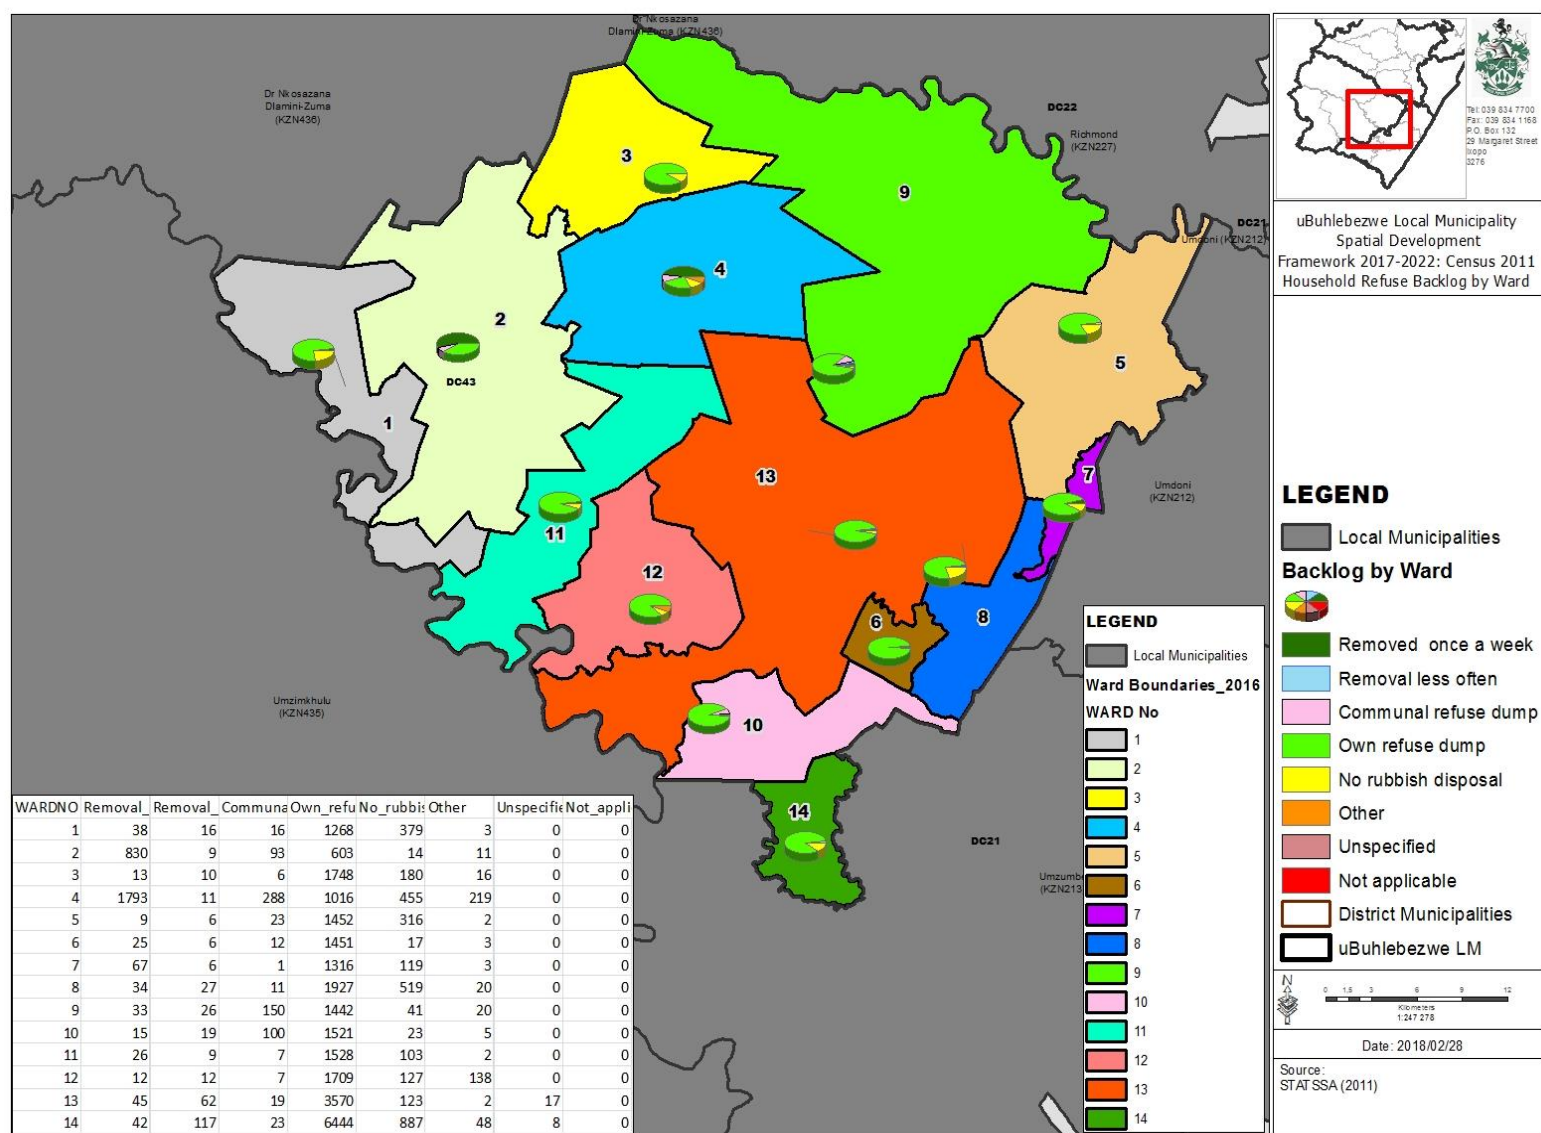 Dr Nkosazana
Dlamini-Zuma (KZN436)
Dr Nkosazana
Dlamini-Zuma
(KZN436)
DC22
Richmond
(KZN227)
DC21
Umdoni (KZN212)
3
9
4
2
5
DC43
1
7
13
Umdoni
(KZN212)
11
12
6
8
Umzimkhulu
(KZN435)
10
14
DC21
Umzumbe
(KZN213
WARDNO Removal_ Removal_ Communa Own_refu No_rubbis Other Unspecifie Not_appli
1 38 16 16 1268 379 3 0 0
2 830 9 93 603 14 11 0 0
3 13 10 6 1748 180 16 0 0
4 1793 11 288 1016 455 219 0 0
5 9 6 23 1452 316 2 0 0
6 25 6 12 1451 17 3 0 0
7 67 6 1 1316 119 3 0 0
8 34 27 11 1927 519 20 0 0
9 33 26 150 1442 41 20 0 0
10 15 19 100 1521 23 5 0 0
11 26 9 7 1528 103 2 0 0
12 12 12 7 1709 127 138 0 0
13 45 62 19 3570 123 2 17 0
14 42 117 23 6444 887 48 8 0
LEGEND
Local Municipalities
Ward Boundaries_2016
WARD No
1
2
3
4
5
6
7
8
9
10
11
12
13
14
Tel: 039 834 7700
Fax: 039 834 1168
P.O. Box 132
29 Margaret Street
Ixopo
3276
uBuhlebezwe Local Municipality
Spatial Development
Framework 2017-2022: Census 2011
Household Refuse Backlog by Ward
LEGEND
Local Municipalities
Backlog by Ward
Removed once a week
Removal less often
Communal refuse dump
Own refuse dump
No rubbish disposal
Other
Unspecified
Not applicable
District Municipalities
uBuhlebezwe LM
N
0 1,5 3 6 9 12
Kilometers
1:247 278
Date: 2018/02/28
Source:
STATSSA (2011)